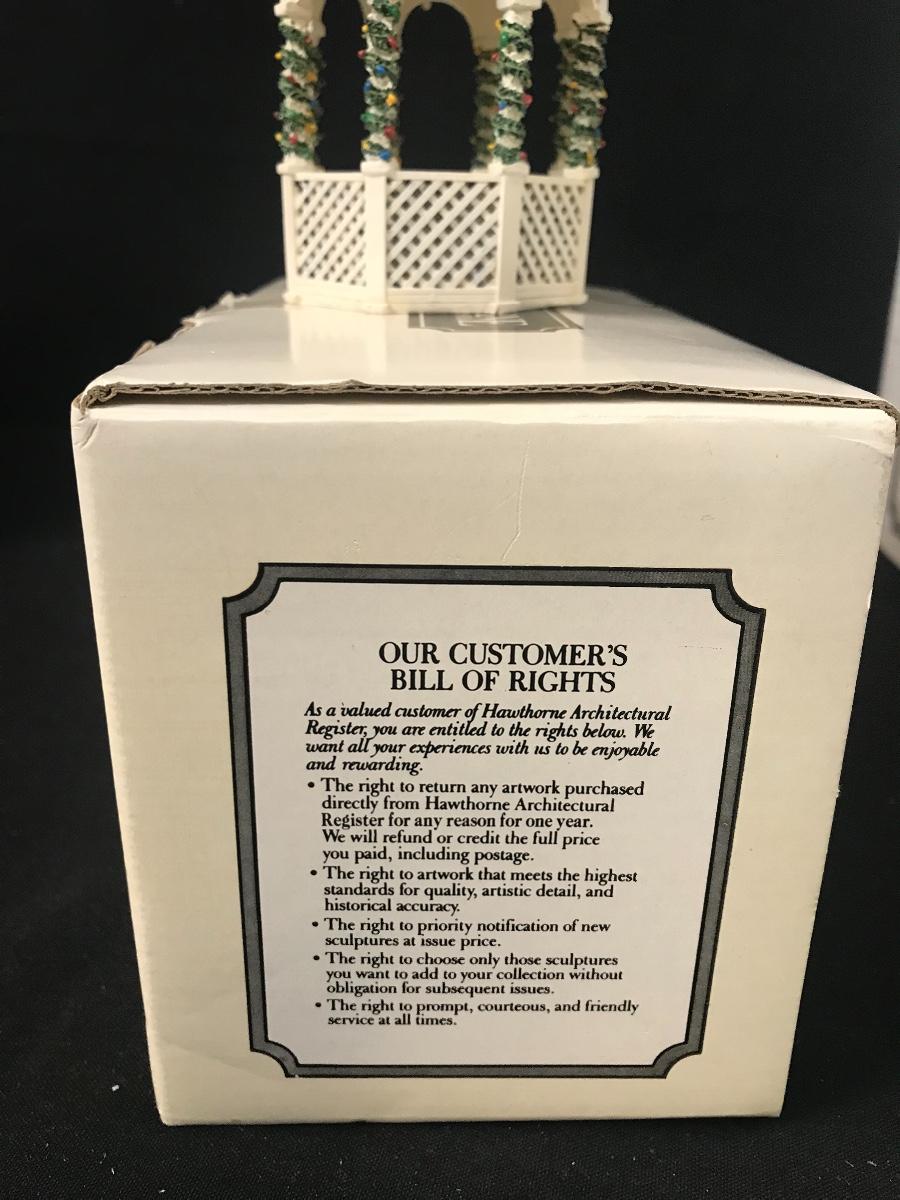 OUR CUSTOMER'S
BILL OF RIGHTS
As a valued customer of Hawthorne Architectural
Register, you are entitled to the rights below. We
want all your experiences with us to be enjoyable
and rewarding.
• The right to return any artwork purchased
directly from Hawthorne Architectural
Register for any reason for one year.
We will refund or credit the full price
you paid, including postage.
• The right to artwork that meets the highest
standards for quality, artistic detail, and
historical accuracy.
• The right to priority notification of new
sculptures at issue price.
• The right to choose only those sculptures
you want to add to your collection without
obligation for subsequent issues.
• The right to prompt, courteous, and friendly
service at all times.